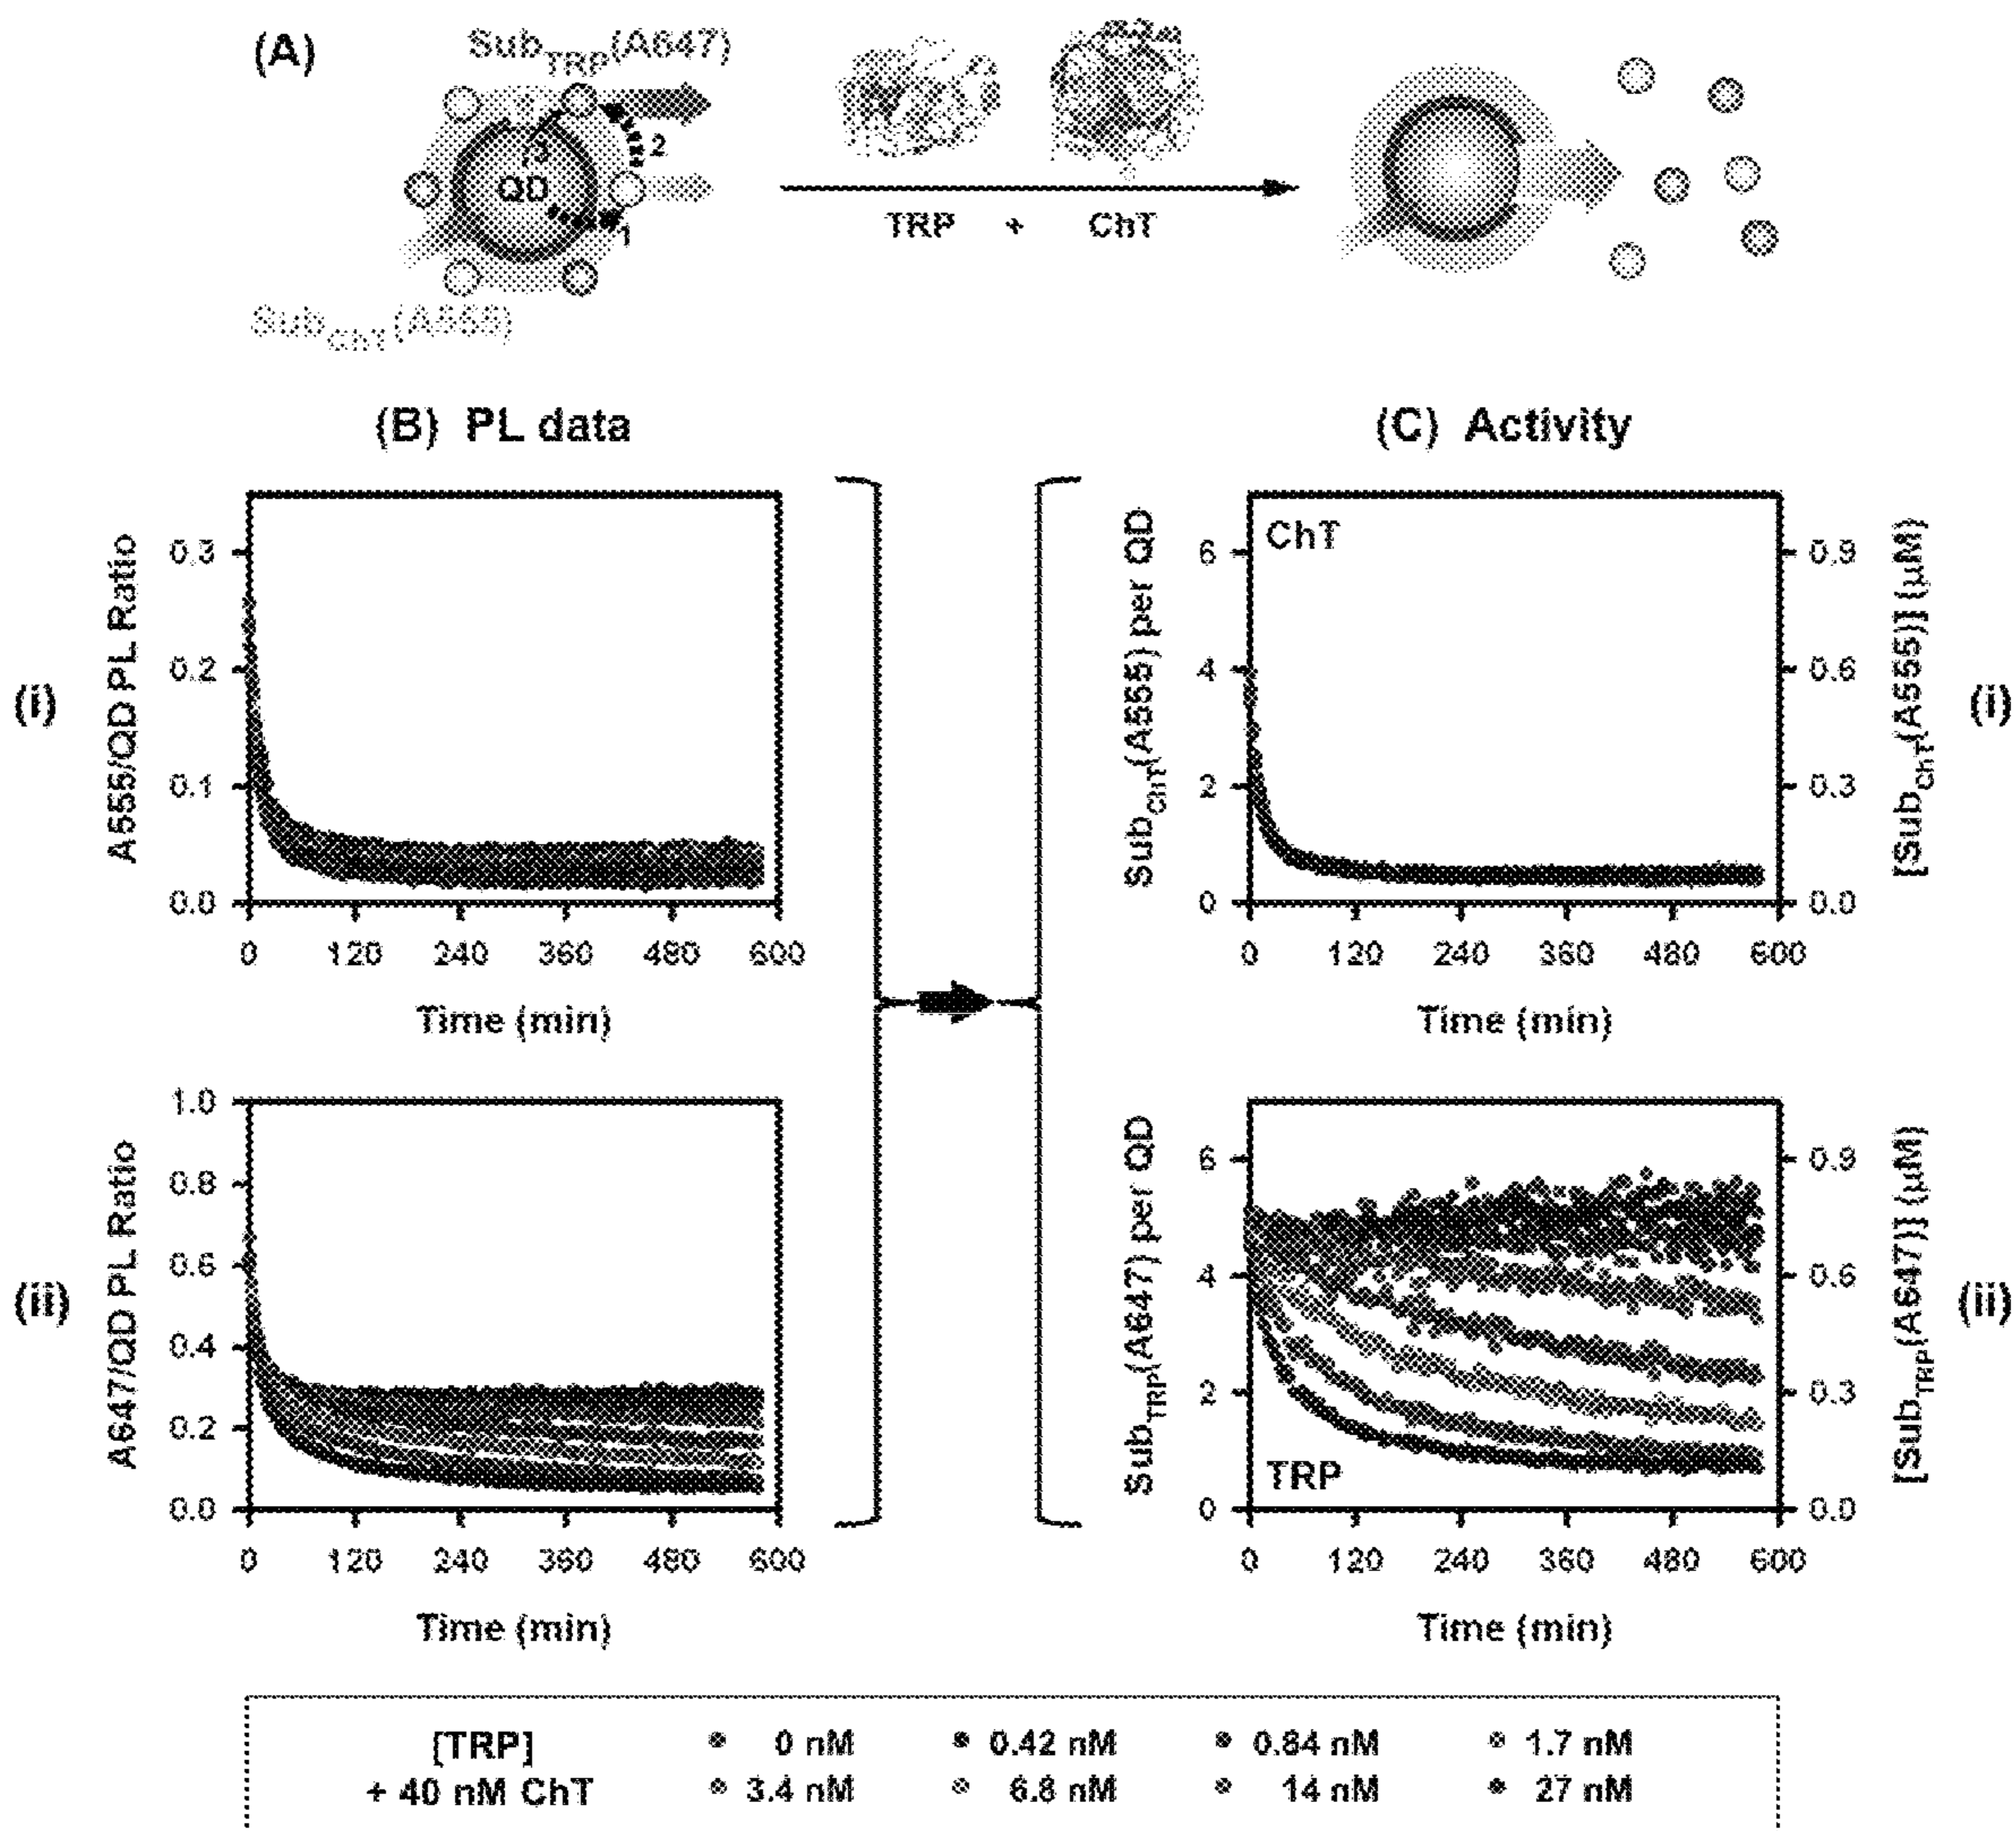 (A)
Sub_TRP(A647)
QD
1
2
3
Sub_ChT(A555)
TRP + ChT
(B) PL data
(C) Activity
(i)
A555/QD PL Ratio
0.3
0.2
0.1
0.0
0 120 240 360 480 600
Time (min)
ChT
Sub_ChT(A555) per QD
6
4
2
0
[Sub_ChT(A555)] (µM)
0.9
0.6
0.3
0.0
0 120 240 360 480 600
Time (min)
(i)
(ii)
A647/QD PL Ratio
1.0
0.8
0.6
0.4
0.2
0.0
0 120 240 360 480 600
Time (min)
TRP
Sub_TRP(A647) per QD
6
4
2
0
[Sub_TRP(A647)] (µM)
0.9
0.6
0.3
0.0
0 120 240 360 480 600
Time (min)
(ii)
[TRP] 0 nM 0.42 nM 0.84 nM 1.7 nM
+ 40 nM ChT 3.4 nM 6.8 nM 14 nM 27 nM